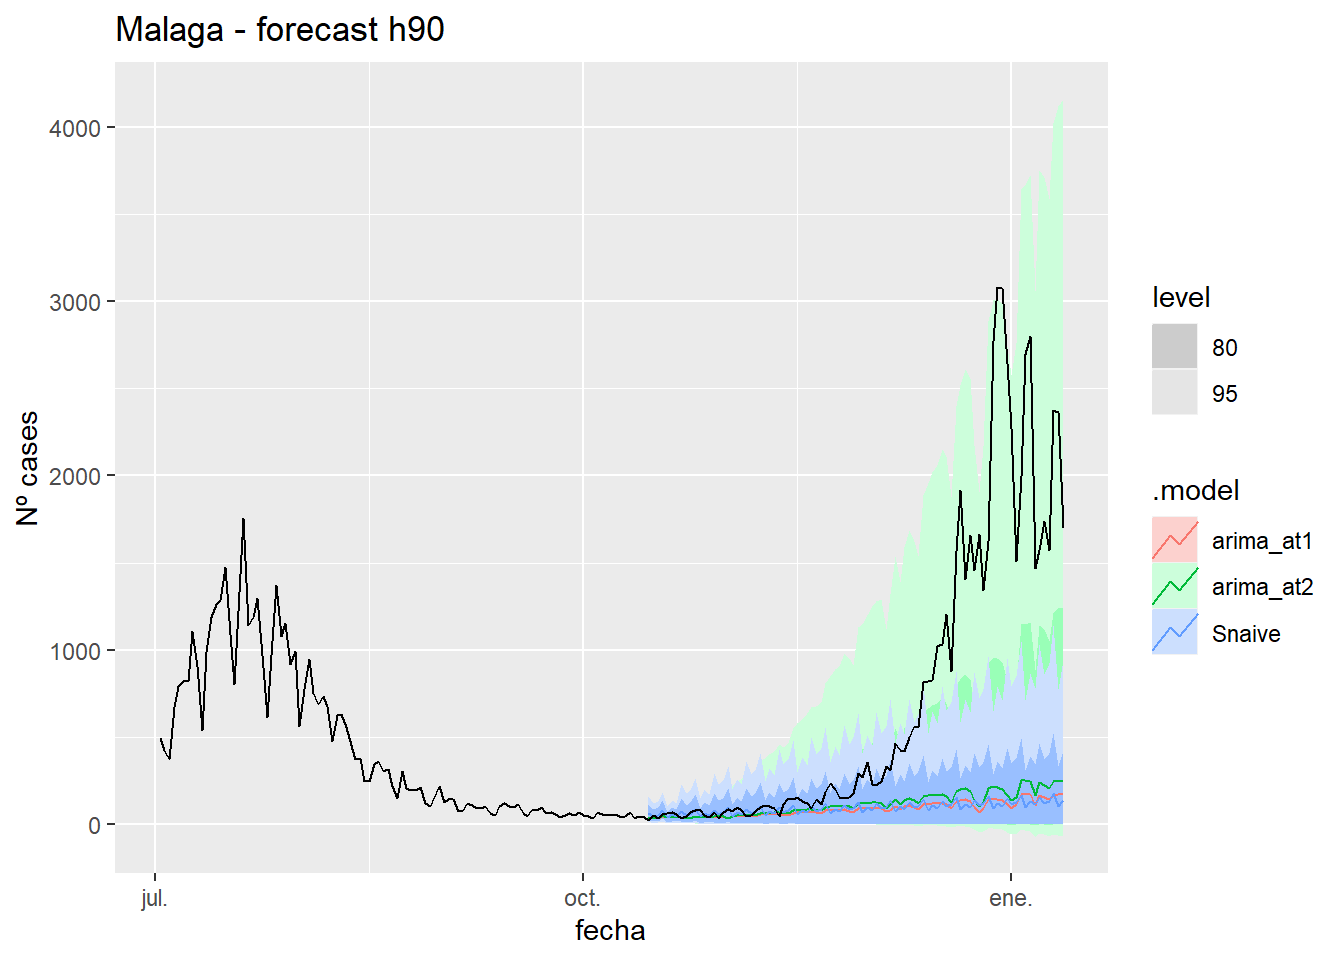 Malaga - forecast h90
4000
3000
2000
1000
0
Nº cases
jul.
oct.
ene.
fecha
level
80
95
.model
arima_at1
arima_at2
Snaive